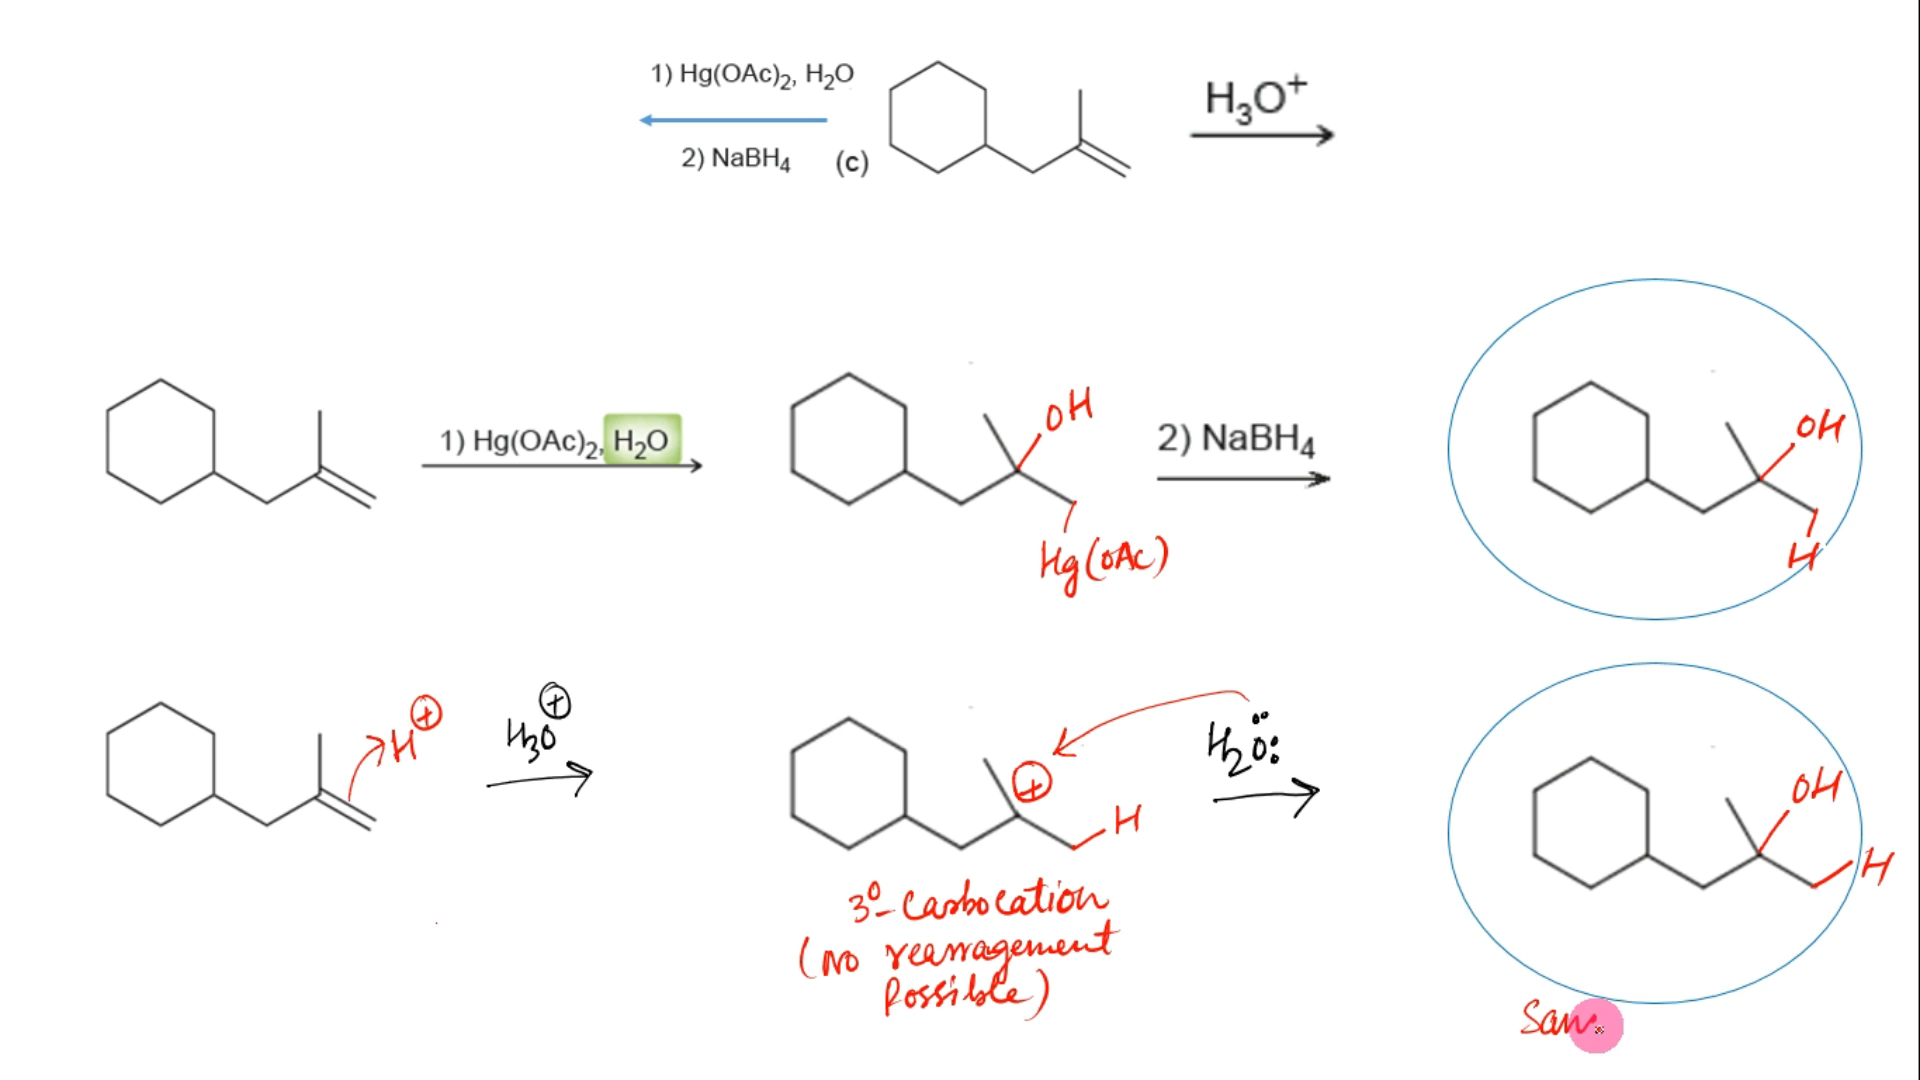 1) Hg(OAc)₂, H₂O
2) NaBH₄
(c)
H₃O⁺
1) Hg(OAc)₂, H₂O
OH
Hg(OAc)
2) NaBH₄
OH
H
H⊕
H₃O⊕
⊕
H
H₂O:
OH
H
3°-Carbocation
(No rearragement
Possible)